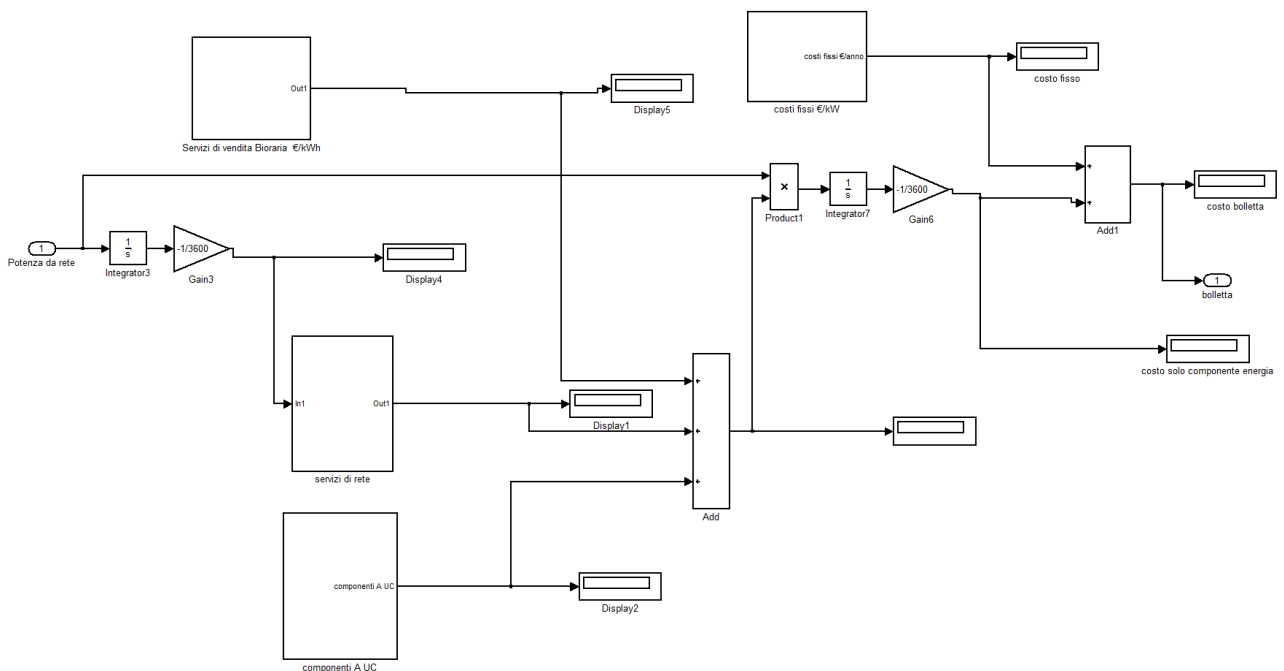 costi fissi €/anno
costo fisso
costi fissi €/kW
Out1
Display5
Servizi di vendita Bioraria €/kWh
+
+
Add1
costo bolletta
×
Product1
1
s
Integrator7
-1/3600
Gain6
1
Potenza da rete
1
s
Integrator3
-1/3600
Gain3
Display4
1
bolletta
costo solo componente energia
In1
Out1
servizi di rete
Display1
+
+
+
Add
componenti A UC
componenti A UC
Display2